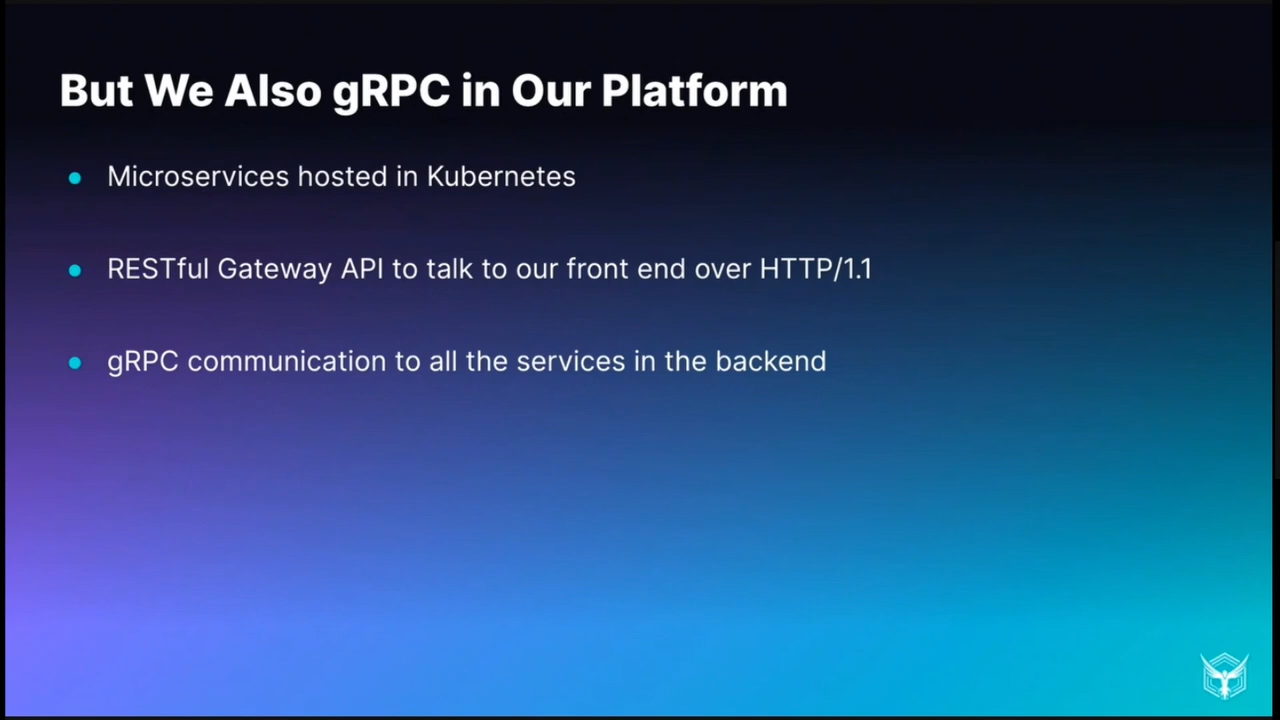 But We Also gRPC in Our Platform
Microservices hosted in Kubernetes
RESTful Gateway API to talk to our front end over HTTP/1.1
gRPC communication to all the services in the backend